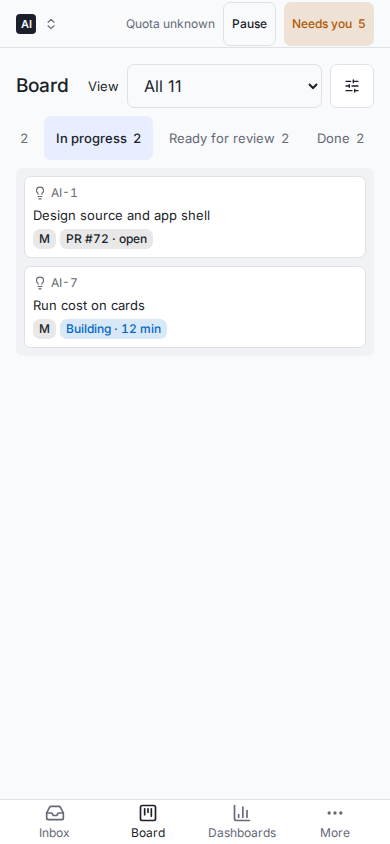 AI Quota unknown Pause Needs you 5
Board View All 11
2 In progress 2 Ready for review 2 Done 2
AI-1
Design source and app shell
M PR #72 · open
AI-7
Run cost on cards
M Building · 12 min
Inbox Board Dashboards More